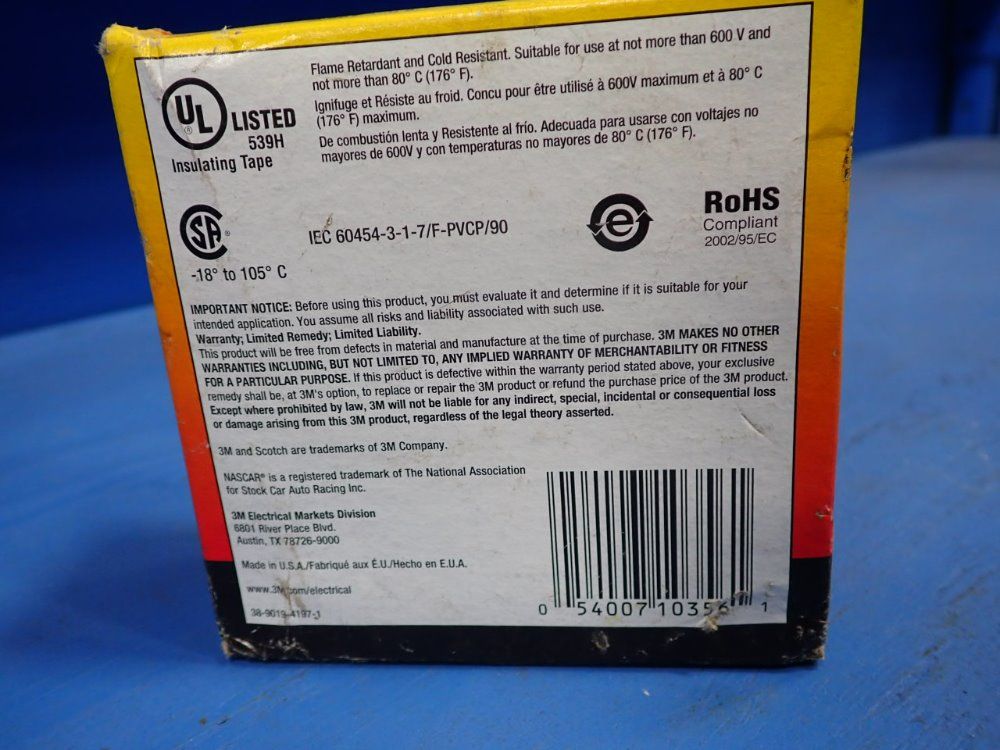 Flame Retardant and Cold Resistant. Suitable for use at not more than 600 V and
not more than 80° C (176° F).
Ignifuge et Résiste au froid. Concu pour être utilisé à 600V maximum et à 80° C
(176° F) maximum.
De combustión lenta y Resistente al frío. Adecuada para usarse con voltajes no
mayores de 600V y con temperaturas no mayores de 80° C (176° F).
UL ® LISTED
539H
Insulating Tape
SA ®
-18° to 105° C
IEC 60454-3-1-7/F-PVCP/90
e
RoHS
Compliant
2002/95/EC
IMPORTANT NOTICE: Before using this product, you must evaluate it and determine if it is suitable for your
intended application. You assume all risks and liability associated with such use.
Warranty; Limited Remedy; Limited Liability.
This product will be free from defects in material and manufacture at the time of purchase. 3M MAKES NO OTHER
WARRANTIES INCLUDING, BUT NOT LIMITED TO, ANY IMPLIED WARRANTY OF MERCHANTABILITY OR FITNESS
FOR A PARTICULAR PURPOSE. If this product is defective within the warranty period stated above, your exclusive
remedy shall be, at 3M's option, to replace or repair the 3M product or refund the purchase price of the 3M product.
Except where prohibited by law, 3M will not be liable for any indirect, special, incidental or consequential loss
or damage arising from this 3M product, regardless of the legal theory asserted.
3M and Scotch are trademarks of 3M Company.
NASCAR® is a registered trademark of The National Association
for Stock Car Auto Racing Inc.
3M Electrical Markets Division
6801 River Place Blvd.
Austin, TX 78726-9000
Made in U.S.A./Fabriqué aux É.U./Hecho en E.U.A.
www.3M.com/electrical
38-9019-4197-1
0 54007 10356 1